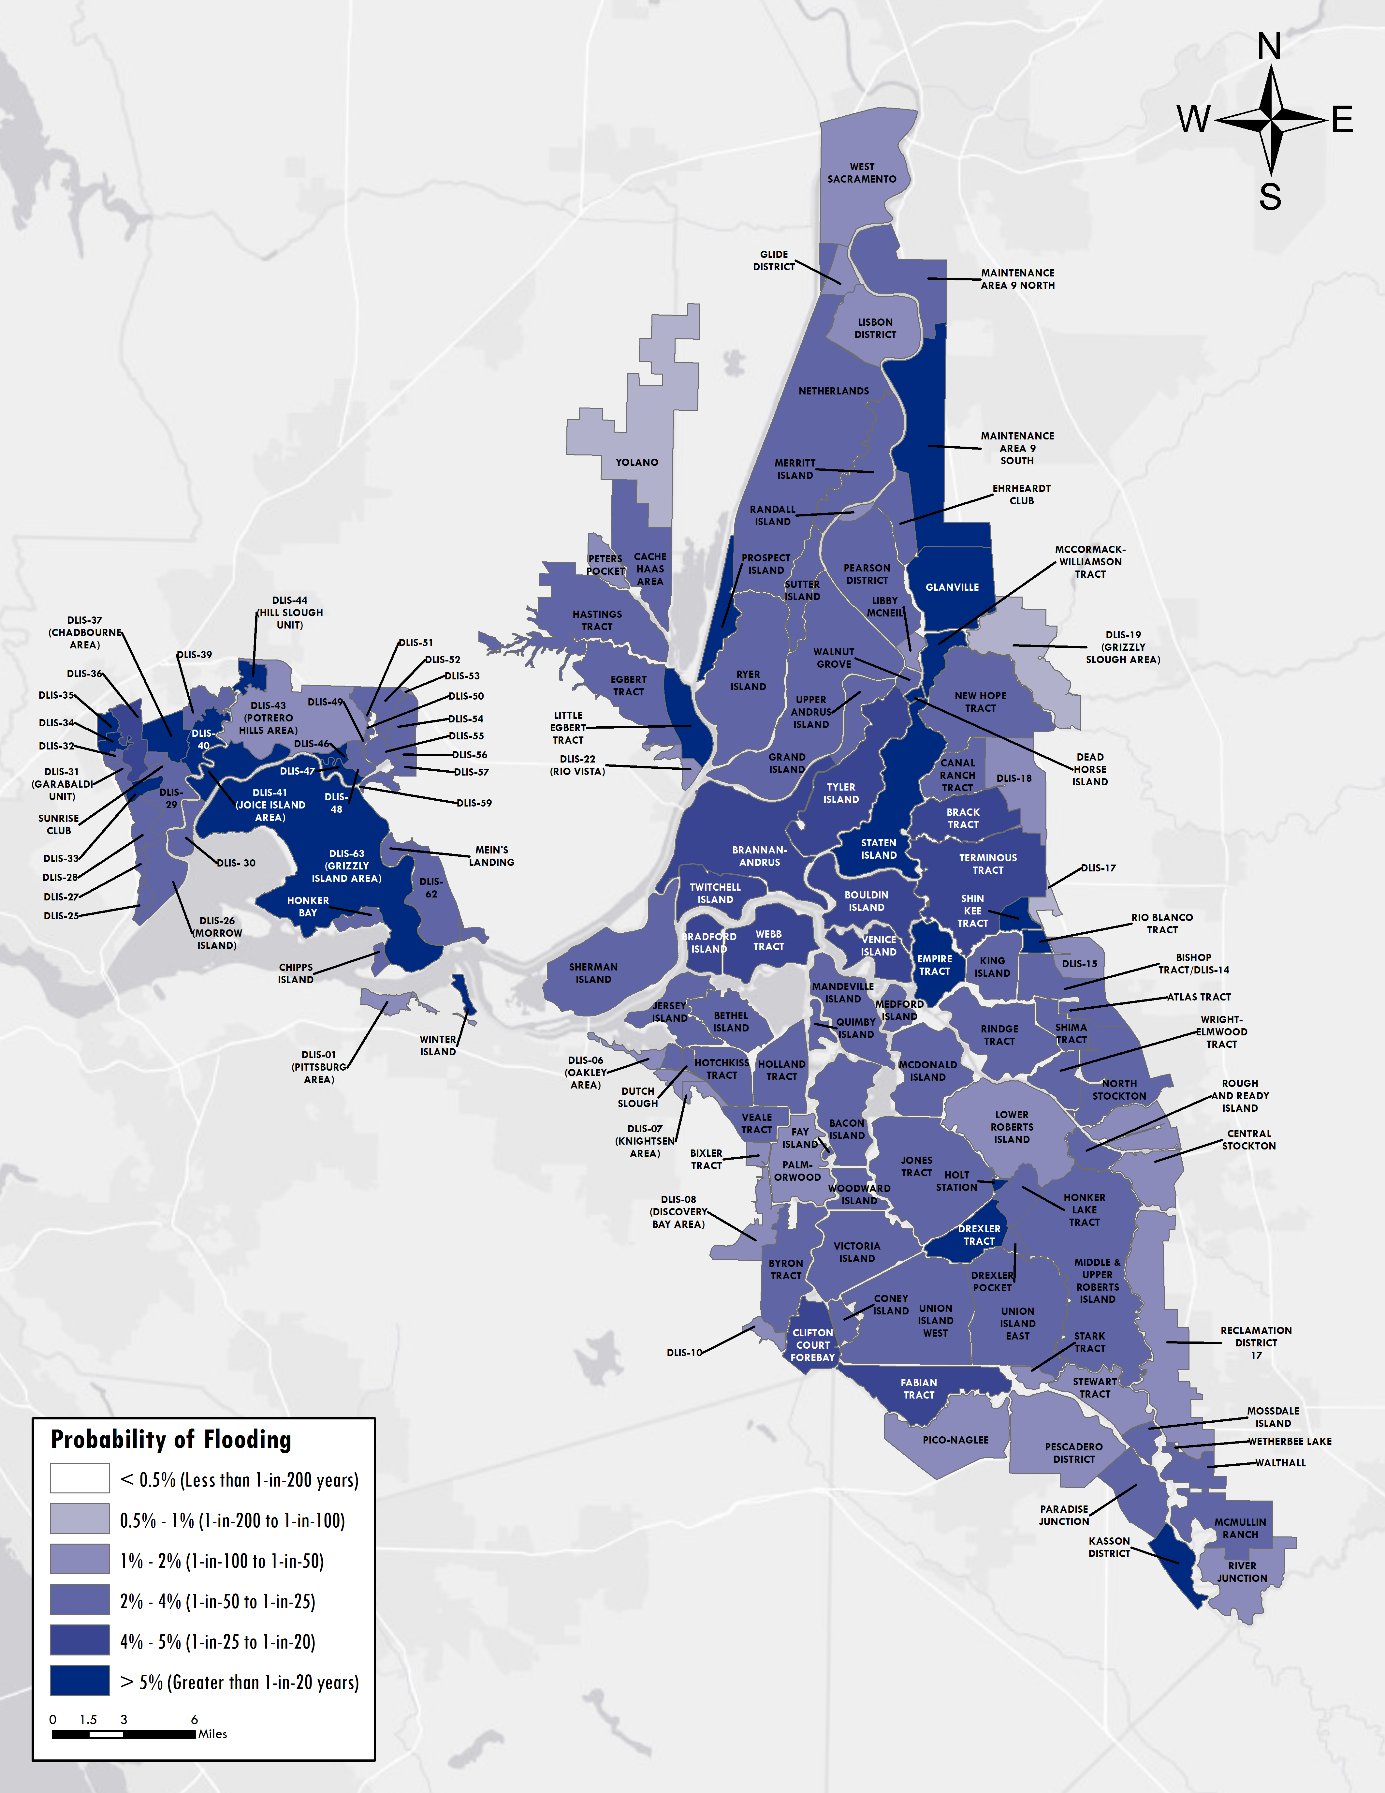 N
W
E
S
WEST
SACRAMENTO
GLIDE
DISTRICT
MAINTENANCE
AREA 9 NORTH
LISBON
DISTRICT
NETHERLANDS
MAINTENANCE
AREA 9
SOUTH
YOLANO
MERRITT
ISLAND
EHRHEARDT
CLUB
RANDALL
ISLAND
MCCORMACK-
WILLIAMSON
TRACT
PETERS
POCKET
CACHE
HAAS
AREA
PROSPECT
ISLAND
SUTTER
ISLAND
PEARSON
DISTRICT
GLANVILLE
LIBBY
MCNEIL
HASTINGS
TRACT
DLIS-19
(GRIZZLY
SLOUGH AREA)
WALNUT
GROVE
EGBERT
TRACT
RYER
ISLAND
UPPER
ANDRUS
ISLAND
NEW HOPE
TRACT
LITTLE
EGBERT
TRACT
DLIS-22
(RIO VISTA)
GRAND
ISLAND
CANAL
RANCH
TRACT
DLIS-18
DEAD
HORSE
ISLAND
TYLER
ISLAND
BRACK
TRACT
STATEN
ISLAND
BRANNAN-
ANDRUS
TERMINOUS
TRACT
DLIS-17
TWITCHELL
ISLAND
BOULDIN
ISLAND
SHIN
KEE
TRACT
RIO BLANCO
TRACT
BRADFORD
ISLAND
WEBB
TRACT
VENICE
ISLAND
EMPIRE
TRACT
KING
ISLAND
DLIS-15
BISHOP
TRACT/DLIS-14
SHERMAN
ISLAND
MANDEVILLE
ISLAND
MEDFORD
ISLAND
ATLAS TRACT
JERSEY
ISLAND
BETHEL
ISLAND
QUIMBY
ISLAND
RINDGE
TRACT
SHIMA
TRACT
WRIGHT-
ELMWOOD
TRACT
DLIS-44
(HILL SLOUGH
UNIT)
DLIS-37
(CHADBOURNE
AREA)
DLIS-39
DLIS-51
DLIS-52
DLIS-36
DLIS-53
DLIS-35
DLIS-43
(POTRERO
HILLS AREA)
DLIS-49
DLIS-50
DLIS-34
DLIS-54
DLIS-40
DLIS-46
DLIS-55
DLIS-32
DLIS-56
DLIS-31
(GARABALDI
UNIT)
DLIS-47
DLIS-57
DLIS-
29
DLIS-41
(JOICE ISLAND
AREA)
DLIS-
48
DLIS-59
SUNRISE
CLUB
DLIS-33
DLIS-30
DLIS-63
(GRIZZLY
ISLAND AREA)
MEIN'S
LANDING
DLIS-28
DLIS-
62
DLIS-27
HONKER
BAY
DLIS-25
DLIS-26
(MORROW
ISLAND)
CHIPPS
ISLAND
WINTER
ISLAND
DLIS-01
(PITTSBURG
AREA)
DLIS-06
(OAKLEY
AREA)
HOTCHKISS
TRACT
HOLLAND
TRACT
MCDONALD
ISLAND
NORTH
STOCKTON
ROUGH
AND READY
ISLAND
DUTCH
SLOUGH
VEALE
TRACT
FAY
ISLAND
BACON
ISLAND
LOWER
ROBERTS
ISLAND
CENTRAL
STOCKTON
DLIS-07
(KNIGHTSEN
AREA)
BIXLER
TRACT
PALM-
ORWOOD
JONES
TRACT
HOLT
STATION
WOODWARD
ISLAND
HONKER
LAKE
TRACT
DLIS-08
(DISCOVERY
BAY AREA)
DREXLER
TRACT
BYRON
TRACT
VICTORIA
ISLAND
DREXLER
POCKET
MIDDLE &
UPPER
ROBERTS
ISLAND
CONEY
ISLAND
UNION
ISLAND
WEST
UNION
ISLAND
EAST
DLIS-10
CLIFTON
COURT
FOREBAY
STARK
TRACT
RECLAMATION
DISTRICT
17
FABIAN
TRACT
STEWART
TRACT
MOSSDALE
ISLAND
PICO-NAGLEE
PESCADERO
DISTRICT
WETHERBEE LAKE
WALTHALL
PARADISE
JUNCTION
MCMULLIN
RANCH
KASSON
DISTRICT
RIVER
JUNCTION
Probability of Flooding
< 0.5% (Less than 1-in-200 years)
0.5% - 1% (1-in-200 to 1-in-100)
1% - 2% (1-in-100 to 1-in-50)
2% - 4% (1-in-50 to 1-in-25)
4% - 5% (1-in-25 to 1-in-20)
> 5% (Greater than 1-in-20 years)
0 1.5 3 6
Miles